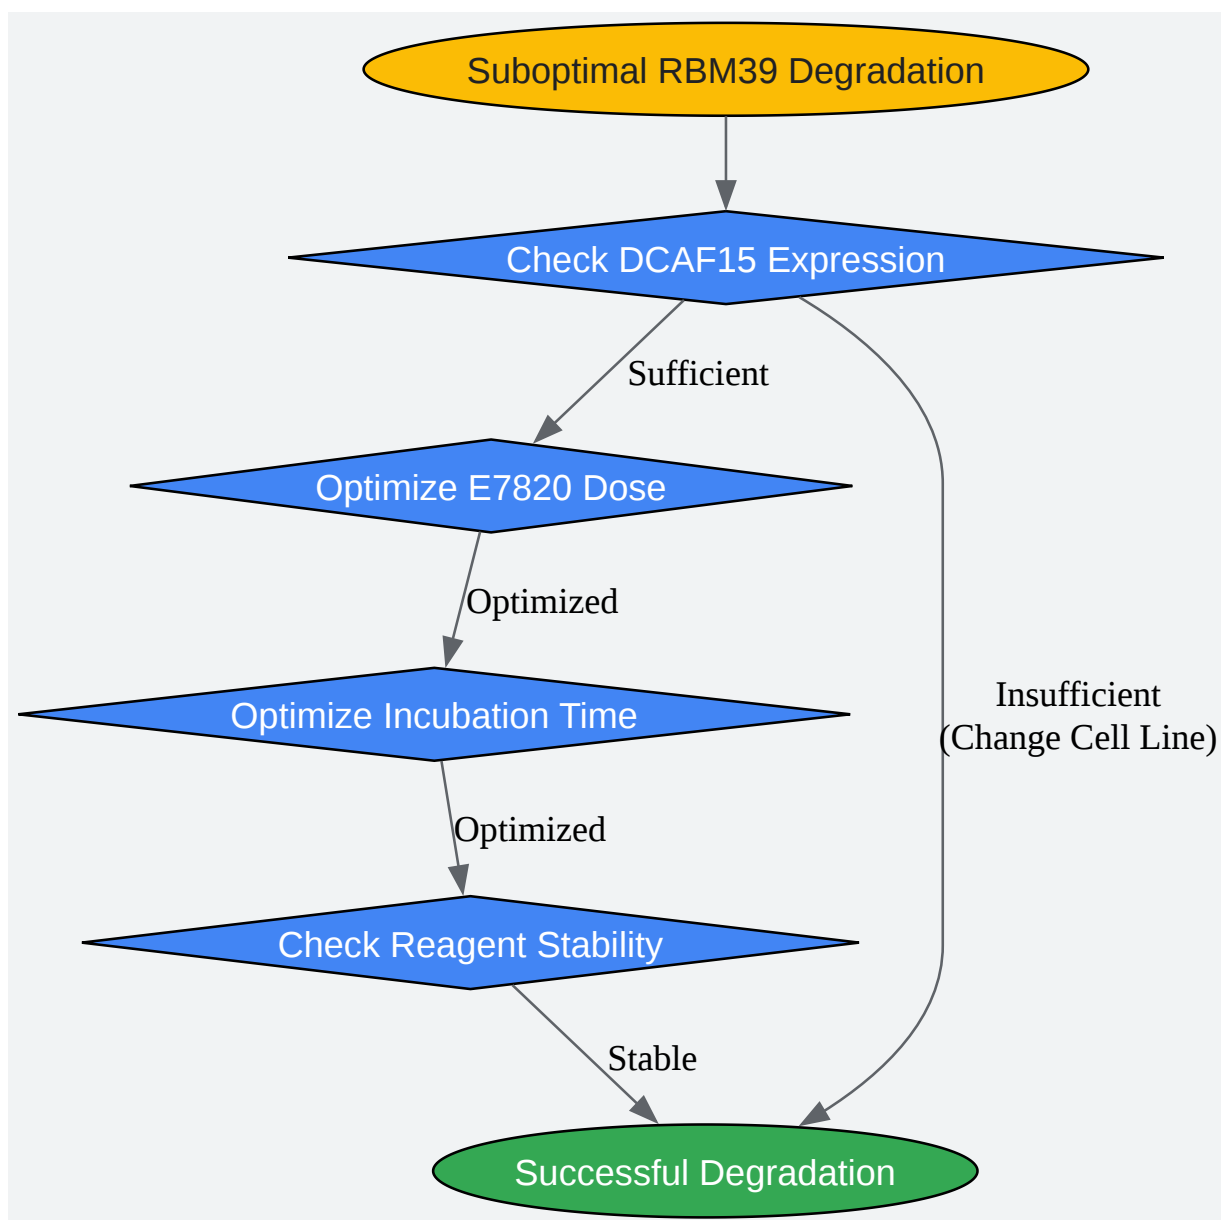 Suboptimal RBM39 Degradation
Check DCAF15 Expression
Sufficient
Optimize E7820 Dose
Optimized
Optimize Incubation Time
Insufficient
(Change Cell Line)
Optimized
Check Reagent Stability
Stable
Successful Degradation